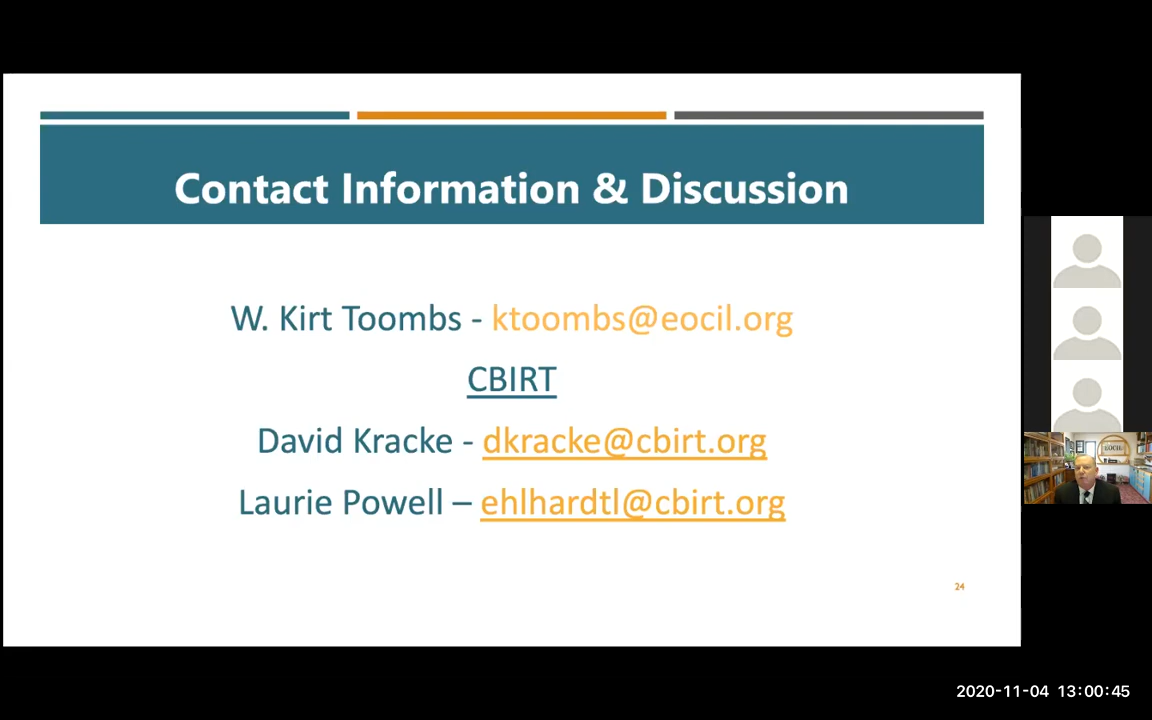 Contact Information & Discussion
W. Kirt Toombs - ktoombs@eocil.org
CBIRT
David Kracke - dkracke@cbirt.org
Laurie Powell – ehlhardtl@cbirt.org
24
EOCIL
2020-11-04 13:00:45